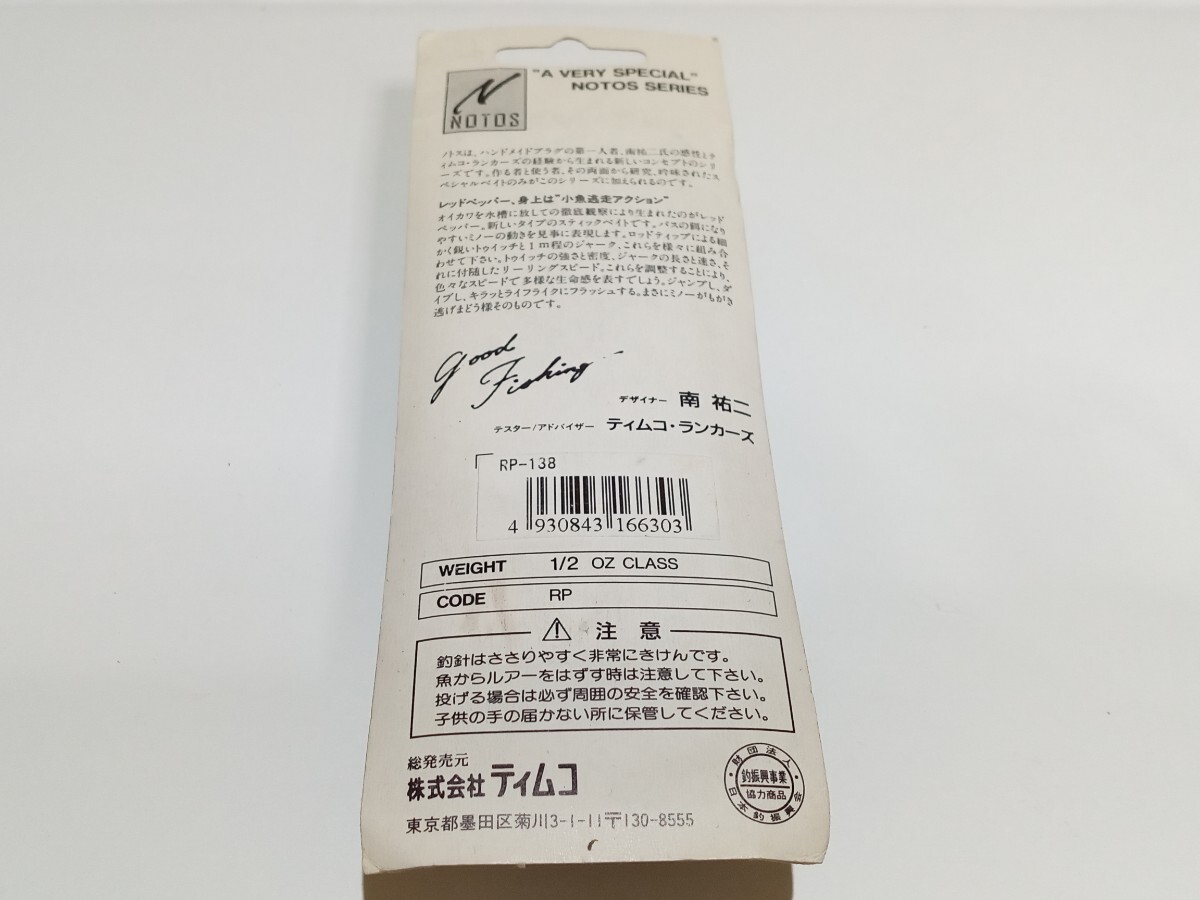 "A VERY SPECIAL"
NOTOS SERIES
N
NOTOS
ノトスは、ハンドメイドプラグの第一人者、南祐二氏の感性とテ
ィムコ・ランカーズの経験から生まれる新しいコンセプトのシリ
ーズです。作る者と使う者、その両面から研究、吟味されたス
ペシャルベイトのみがこのシリーズに加えられるのです。
レッドペッパー、身上は"小魚逃走アクション"
オイカワを水槽に放しての徹底観察により生まれたのがレッド
ペッパー。新しいタイプのスティックベイトです。バスの餌になり
やすいミノーの動きを見事に表現します。ロッドティップによる細
かく鋭いトゥイッチと1m程のジャーク、これらを様々に組み合
わせて下さい。トゥイッチの強さと密度、ジャークの長さと速さ、そ
れに付随したリーリングスピード。これらを調整することにより、
色々なスピードで多様な生命感を表すでしょう。ジャンプし、ダ
イブし、キラッとライフライクにフラッシュする。まさにミノーがもがき
逃げまどう様そのものです。
good
Fishing
デザイナー 南 祐二
テスター/アドバイザー ティムコ・ランカーズ
RP-138
4 930843 166303
WEIGHT 1/2 OZ CLASS
CODE RP
⚠ 注 意
釣針はささりやすく非常にきけんです。
魚からルアーをはずす時は注意して下さい。
投げる場合は必ず周囲の安全を確認下さい。
子供の手の届かない所に保管してください。
総発売元
株式会社 ティムコ
東京都墨田区菊川3-1-11〒130-8555
財団法人
釣振興事業
協力商品
日本釣振興会